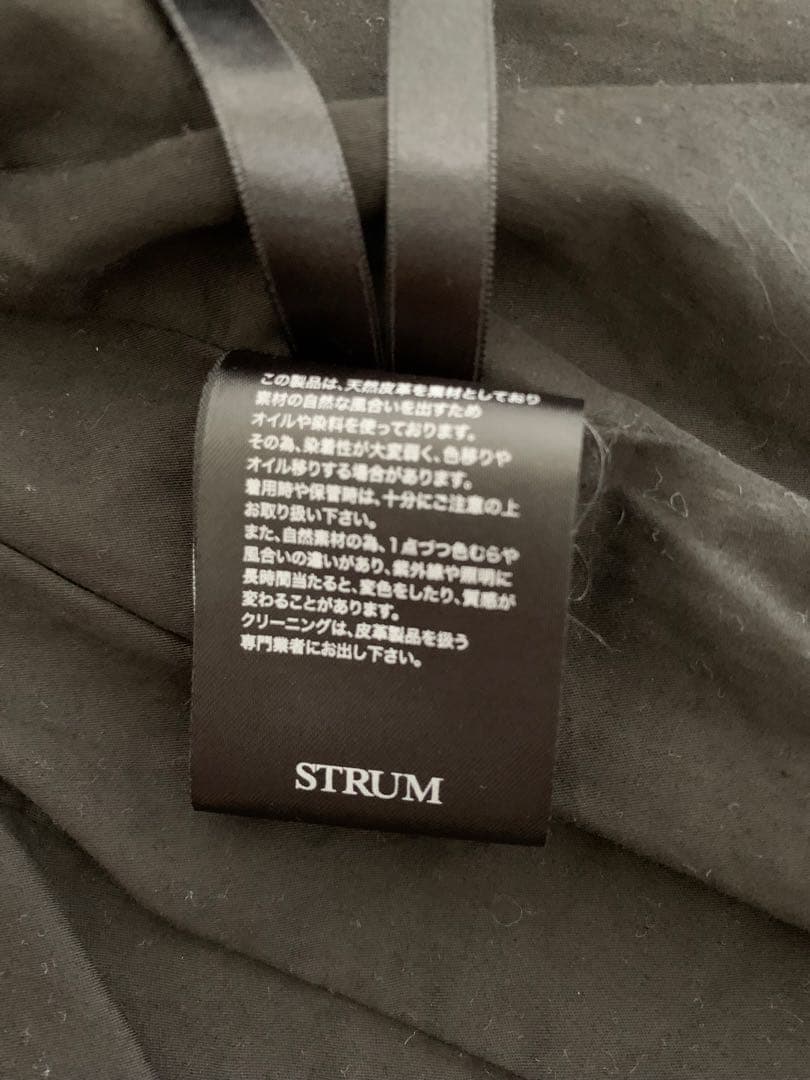 この製品は、天然皮革を素材としており
素材の自然な風合いを出すため
オイルや染料を使っております。
その為、染着性が大変弱く、色移りや
オイル移りする場合があります。
着用時や保管時は、十分にご注意の上
お取り扱い下さい。
また、自然素材の為、1点づつ色むらや
風合いの違いがあり、紫外線や照明に
長時間当たると、変色をしたり、質感が
変わることがあります。
クリーニングは、皮革製品を扱う
専門業者にお出し下さい。
STRUM